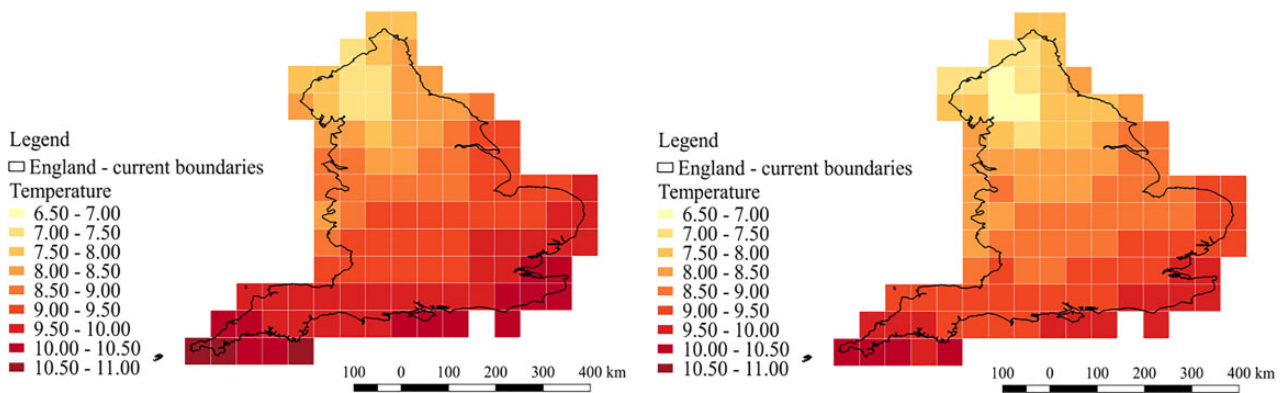 Legend
England - current boundaries
Temperature
6.50 - 7.00
7.00 - 7.50
7.50 - 8.00
8.00 - 8.50
8.50 - 9.00
9.00 - 9.50
9.50 - 10.00
10.00 - 10.50
10.50 - 11.00
100 0 100 200 300 400 km
Legend
England - current boundaries
Temperature
6.50 - 7.00
7.00 - 7.50
7.50 - 8.00
8.00 - 8.50
8.50 - 9.00
9.00 - 9.50
9.50 - 10.00
10.00 - 10.50
10.50 - 11.00
100 0 100 200 300 400 km